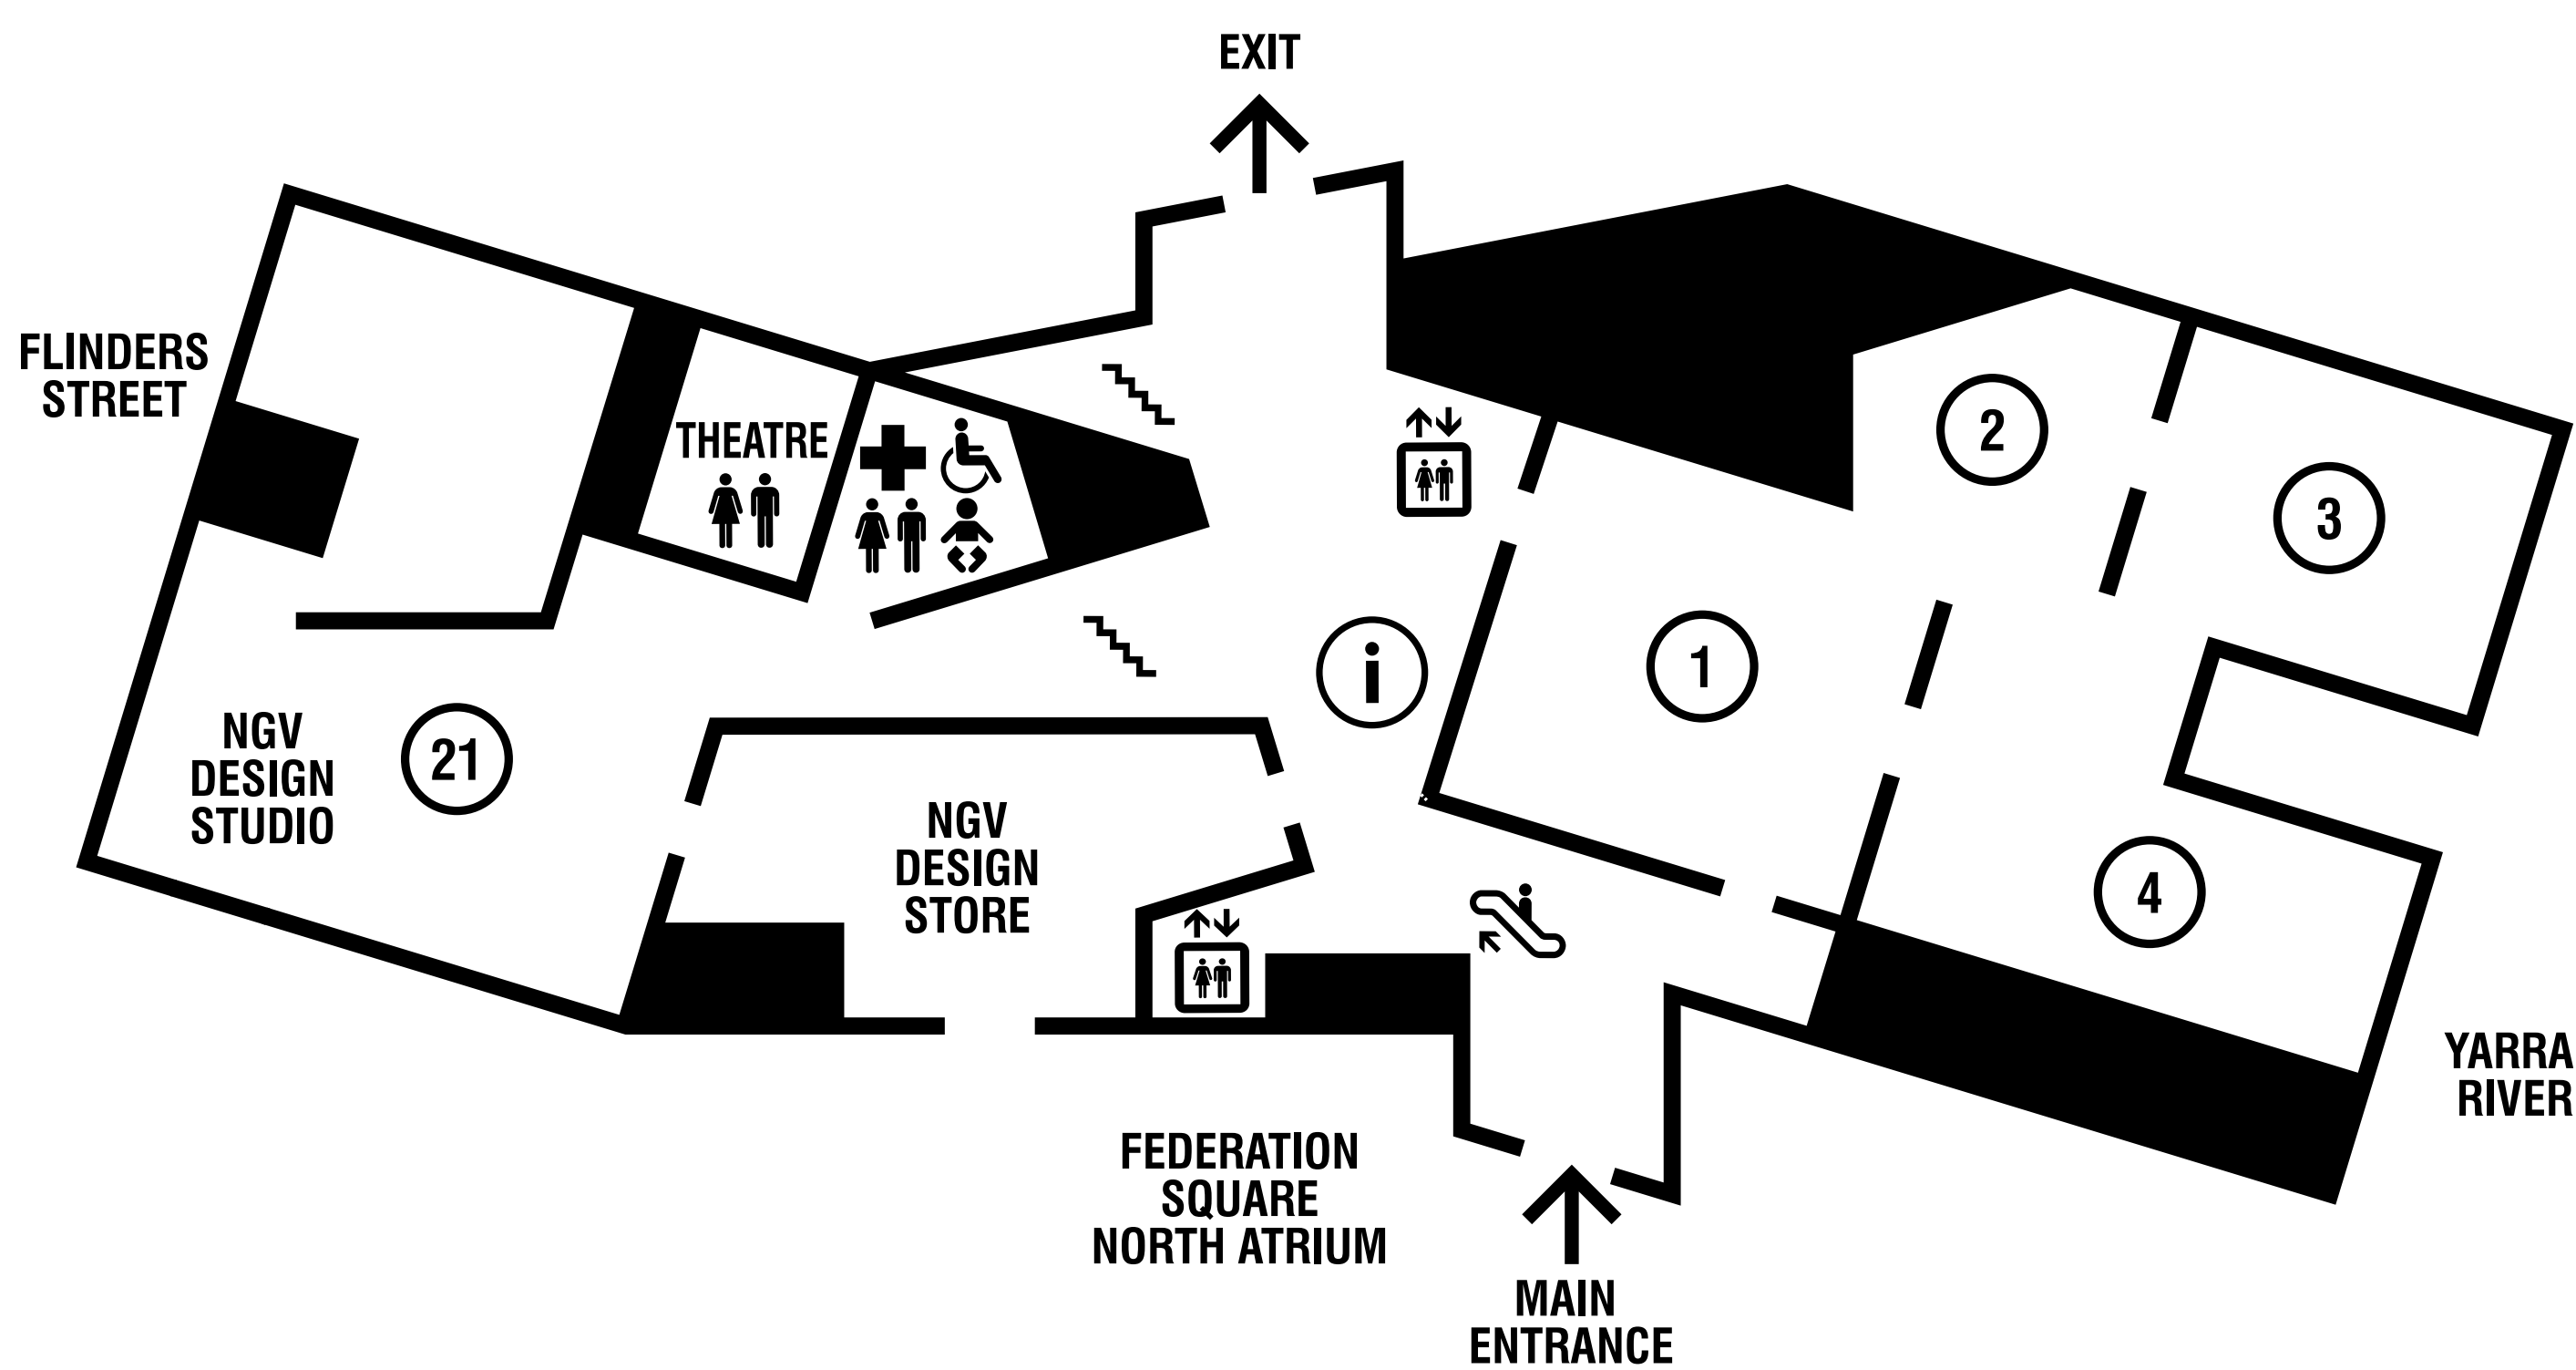 EXIT
FLINDERS
STREET
THEATRE
2
3
i
1
NGV
DESIGN
STUDIO
21
NGV
DESIGN
STORE
4
YARRA
RIVER
FEDERATION
SQUARE
NORTH ATRIUM
MAIN
ENTRANCE